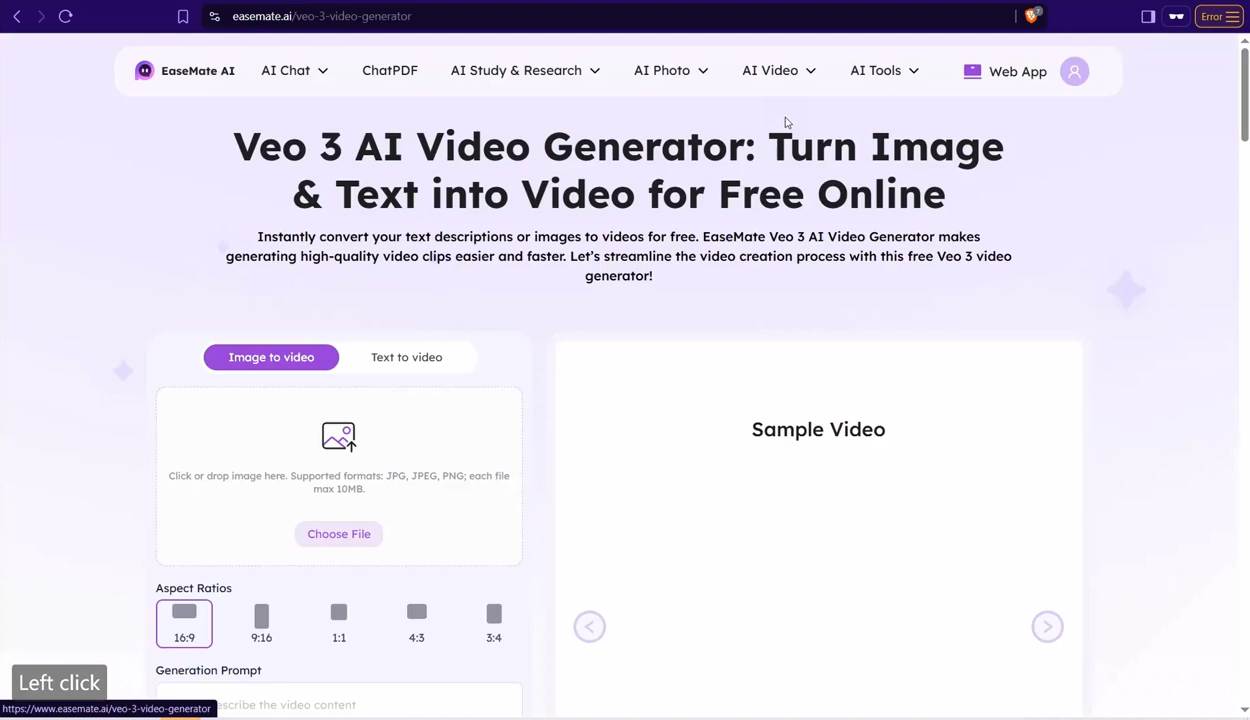 easemate.ai/veo-3-video-generator
7
Error
EaseMate AI
AI Chat
ChatPDF
AI Study & Research
AI Photo
AI Video
AI Tools
Web App
Veo 3 AI Video Generator: Turn Image
& Text into Video for Free Online
Instantly convert your text descriptions or images to videos for free. EaseMate Veo 3 AI Video Generator makes
generating high-quality video clips easier and faster. Let's streamline the video creation process with this free Veo 3 video
generator!
Image to video
Text to video
Click or drop image here. Supported formats: JPG, JPEG, PNG; each file
max 10MB.
Choose File
Sample Video
Aspect Ratios
16:9
9:16
1:1
4:3
3:4
Generation Prompt
the video content
Left click
https://www.easemate.ai/veo-3-video-generator